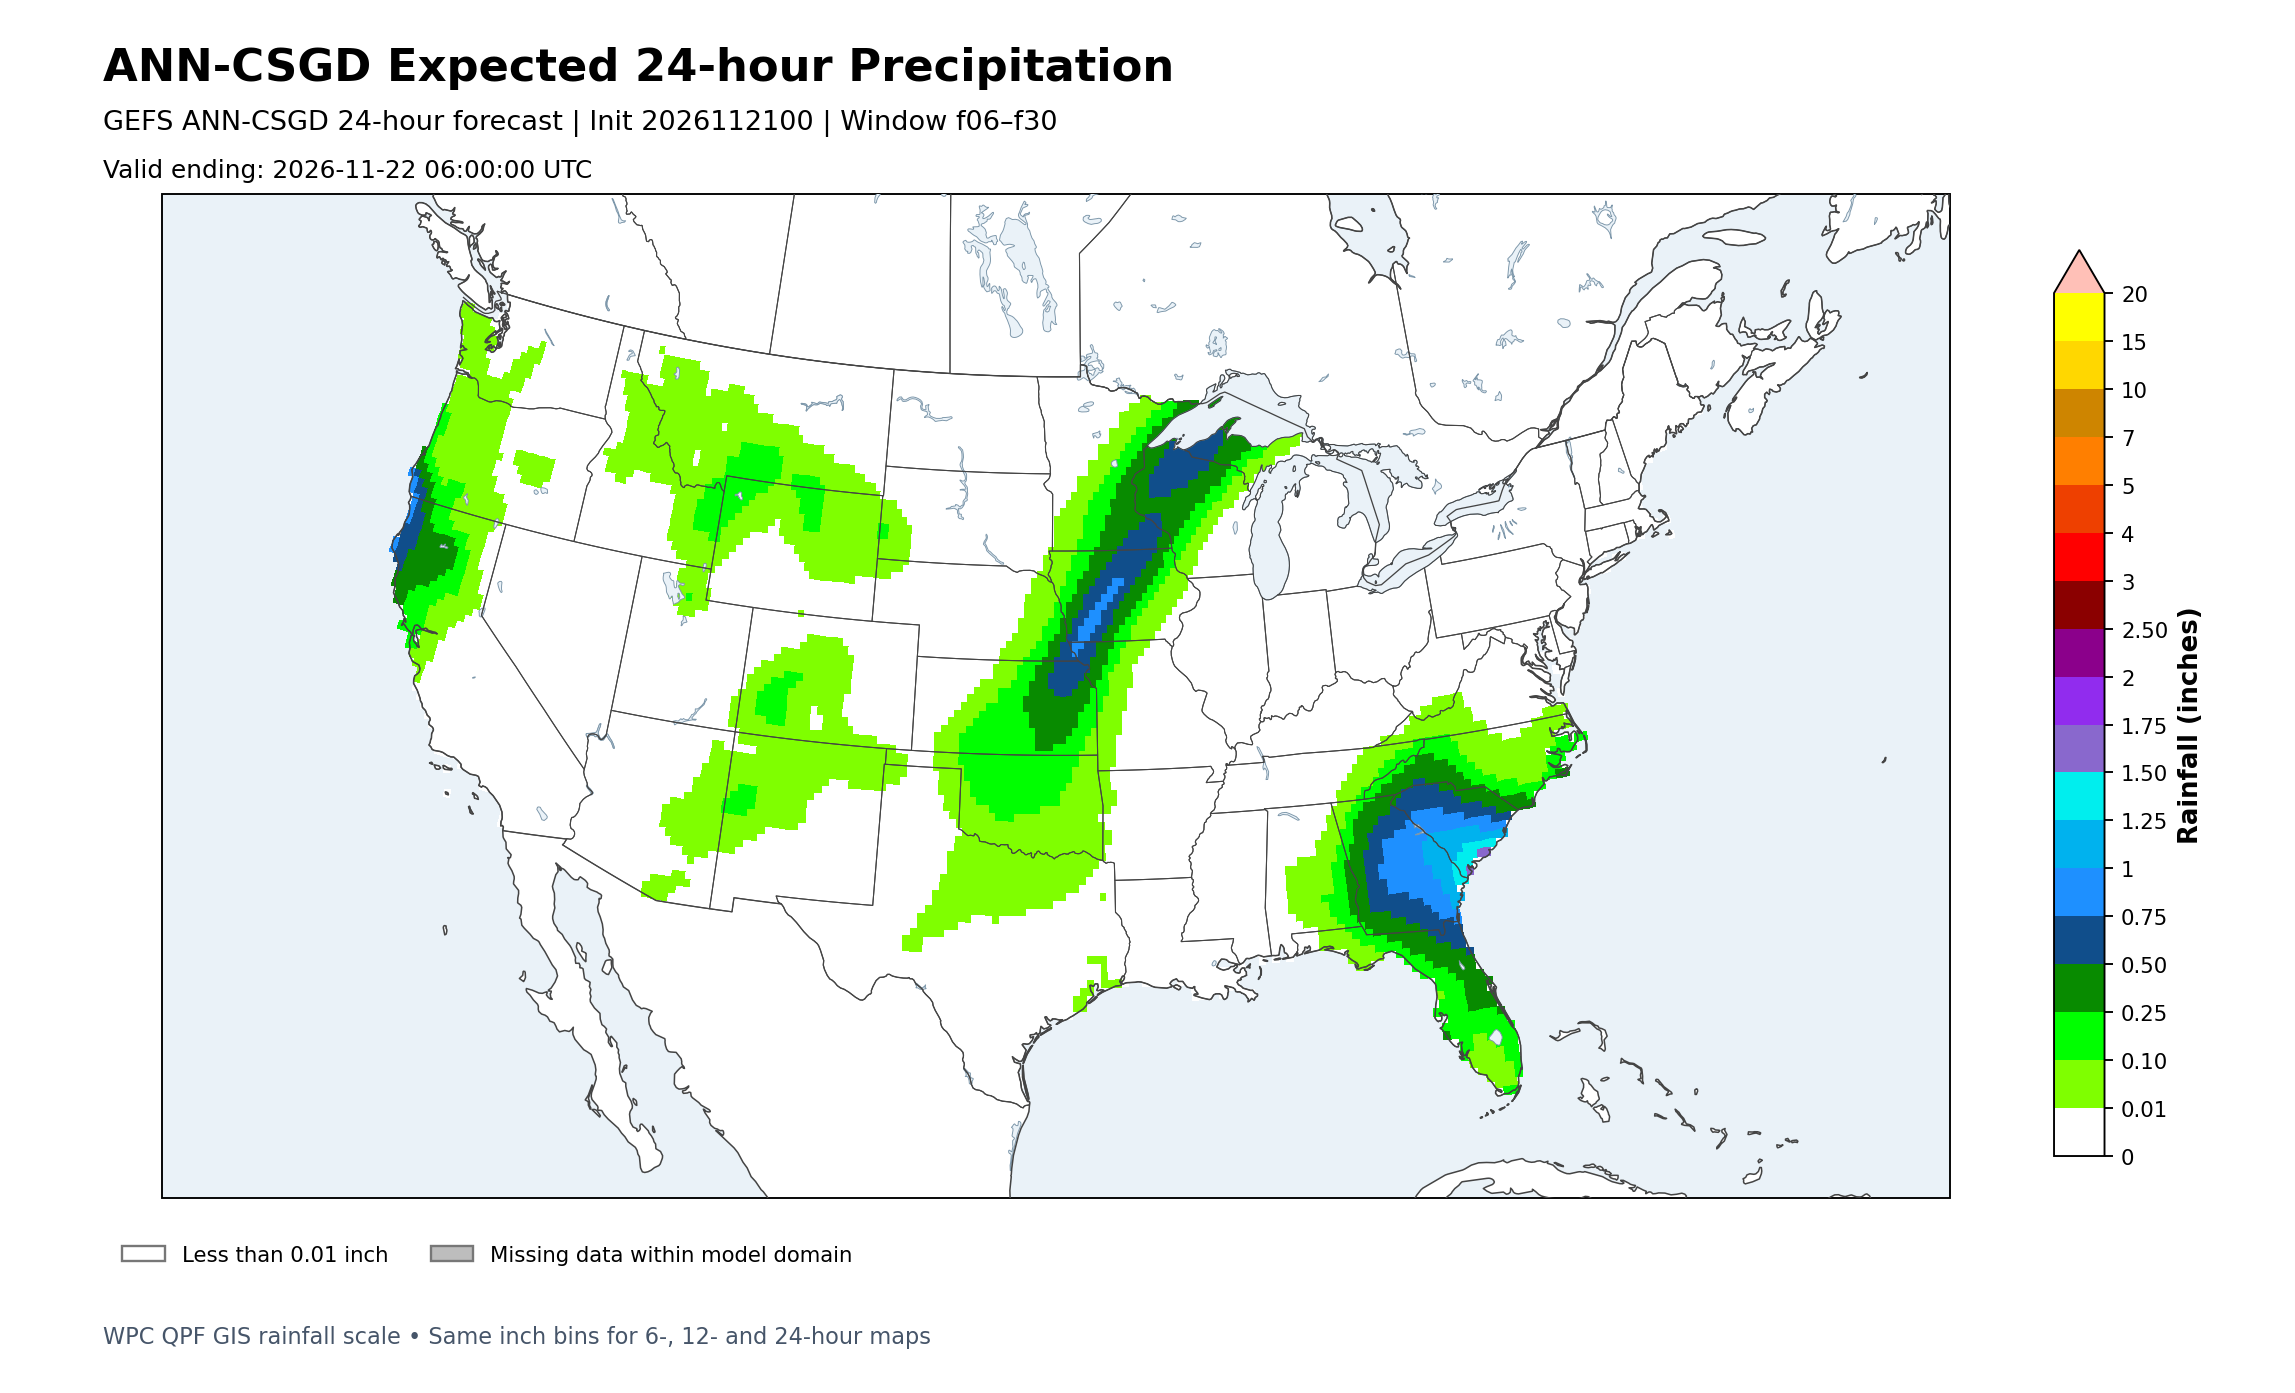 ANN-CSGD Expected 24-hour Precipitation
GEFS ANN-CSGD 24-hour forecast | Init 2026112100 | Window f06–f30
Valid ending: 2026-11-22 06:00:00 UTC
20
15
10
7
5
4
3
2.50
2
1.75
1.50
1.25
1
0.75
0.50
0.25
0.10
0.01
0
Rainfall (inches)
Less than 0.01 inch
Missing data within model domain
WPC QPF GIS rainfall scale • Same inch bins for 6-, 12- and 24-hour maps